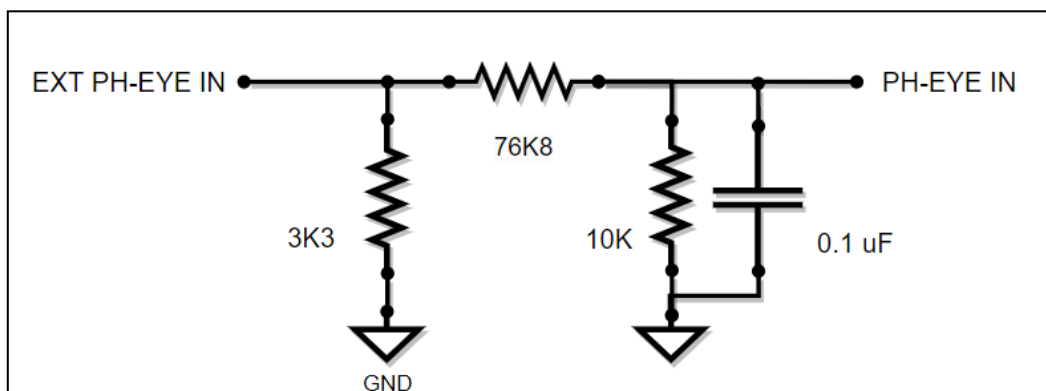 EXT PH-EYE IN
PH-EYE IN
76K8
3K3
10K
0.1 uF
GND